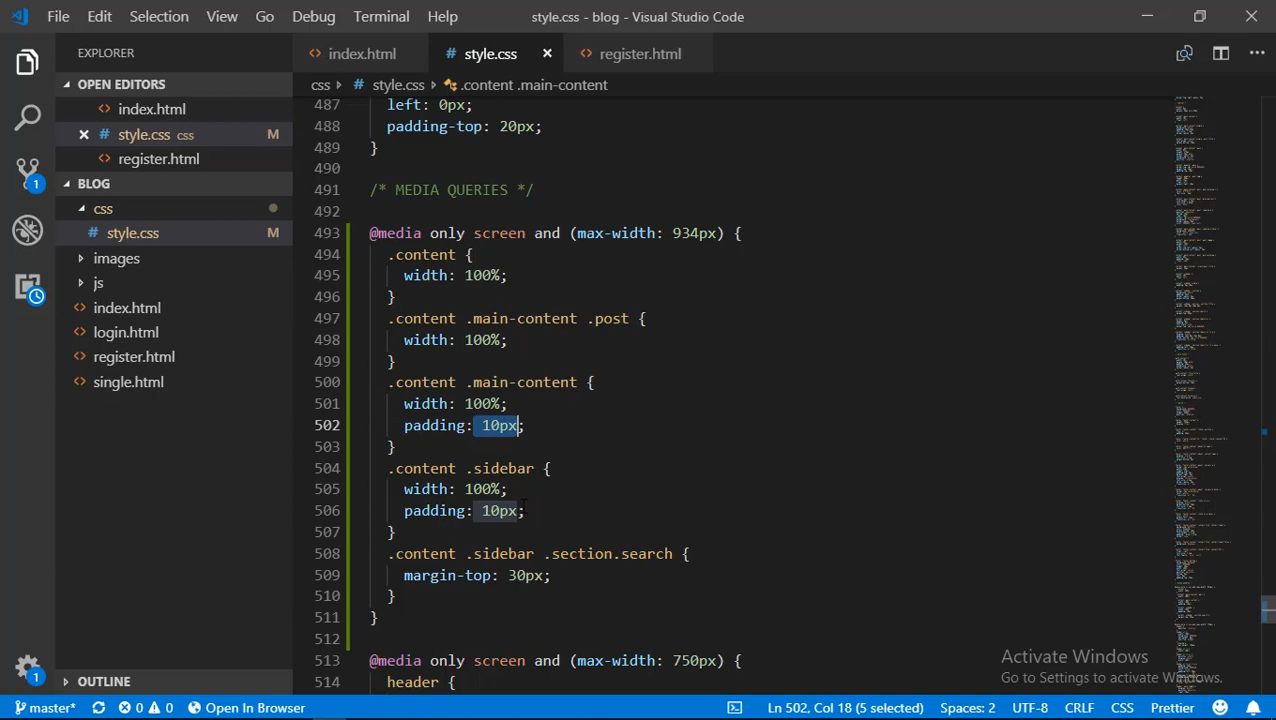 File Edit Selection View Go Debug Terminal Help style.css - blog - Visual Studio Code
EXPLORER
index.html
style.css
register.html
OPEN EDITORS
index.html
style.css css M
register.html
BLOG
css
style.css M
images
js
index.html
login.html
register.html
single.html
OUTLINE
1
1
css style.css .content .main-content
487 left: 0px;
488 padding-top: 20px;
489 }
490
491 /* MEDIA QUERIES */
492
493 @media only screen and (max-width: 934px) {
494 .content {
495 width: 100%;
496 }
497 .content .main-content .post {
498 width: 100%;
499 }
500 .content .main-content {
501 width: 100%;
502 padding: 10px;
503 }
504 .content .sidebar {
505 width: 100%;
506 padding: 10px;
507 }
508 .content .sidebar .section.search {
509 margin-top: 30px;
510 }
511 }
512
513 @media only screen and (max-width: 750px) {
514 header {
Activate Windows
Go to Settings to activate Windows.
master* 0 0 Open In Browser Ln 502, Col 18 (5 selected) Spaces: 2 UTF-8 CRLF CSS Prettier